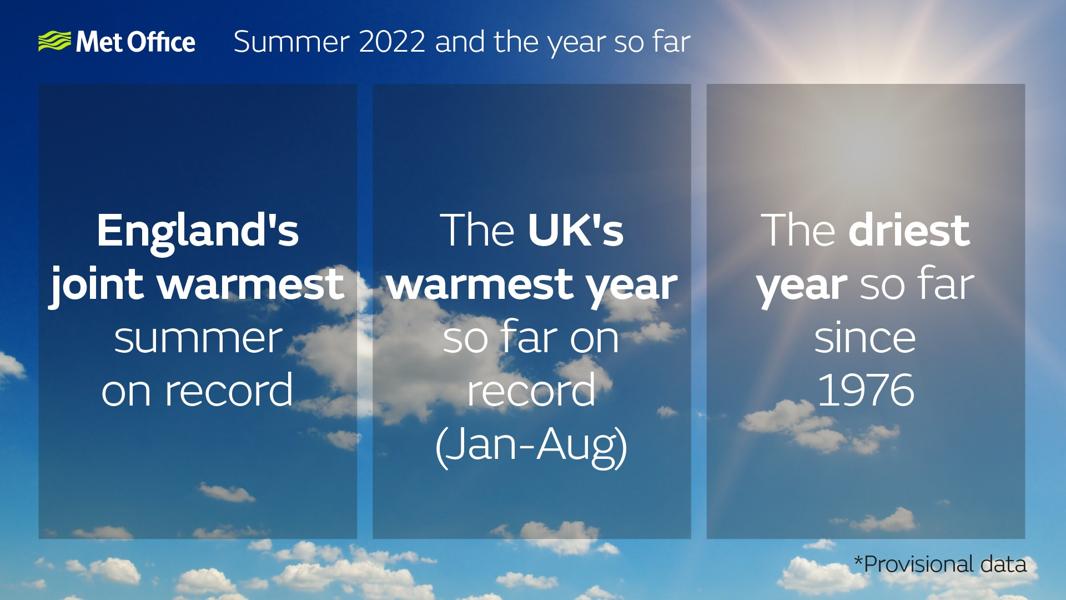 Met Office
Summer 2022 and the year so far
England's
joint warmest
summer
on record
The UK's
warmest year
so far on
record
(Jan-Aug)
The driest
year so far
since
1976
*Provisional data